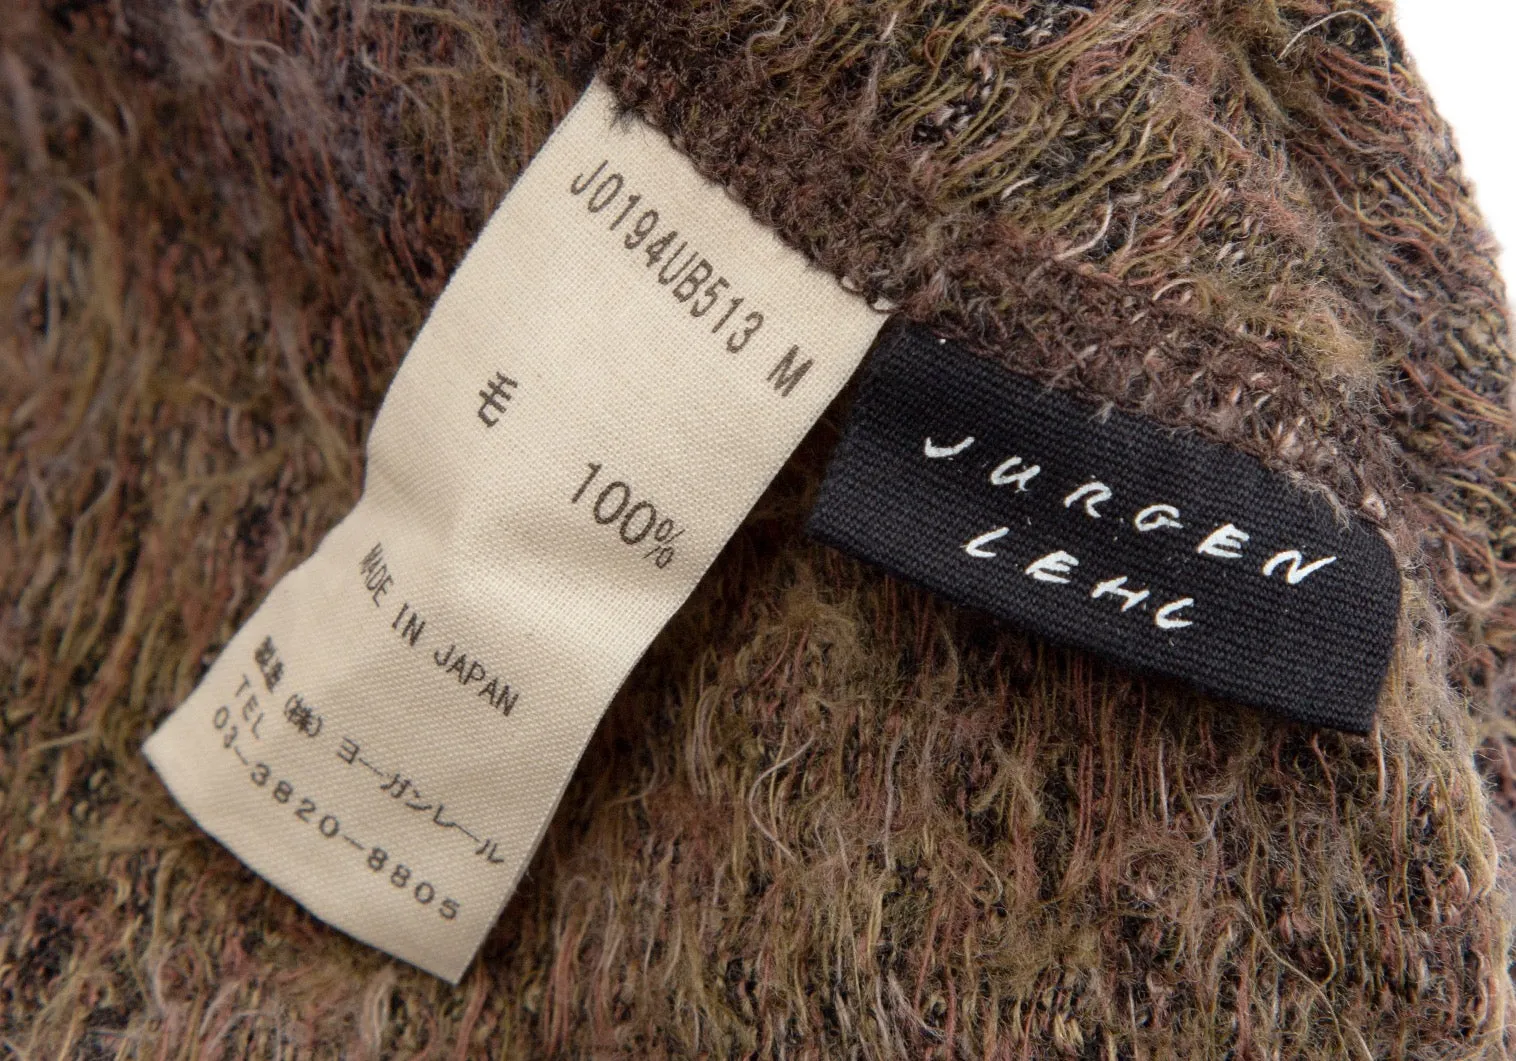 J0194UB513 M
毛
100%
MADE IN JAPAN
製造 (株) ヨーガンレール
TEL
03-3820-8805
JURGEN
LEHL